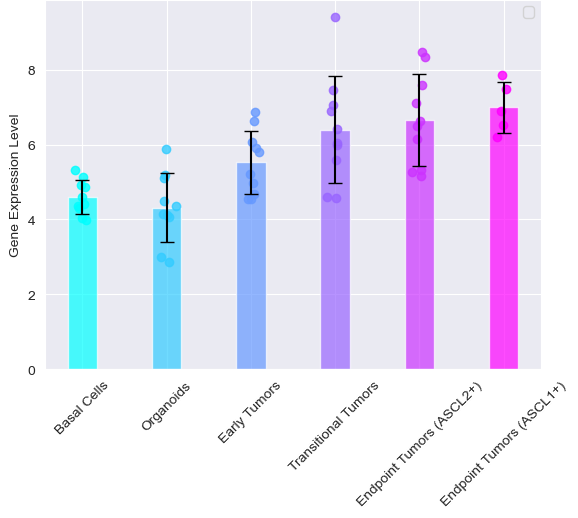 Gene Expression Level
8
6
4
2
0
Basal Cells
Organoids
Early Tumors
Transitional Tumors
Endpoint Tumors (ASCL2+)
Endpoint Tumors (ASCL1+)